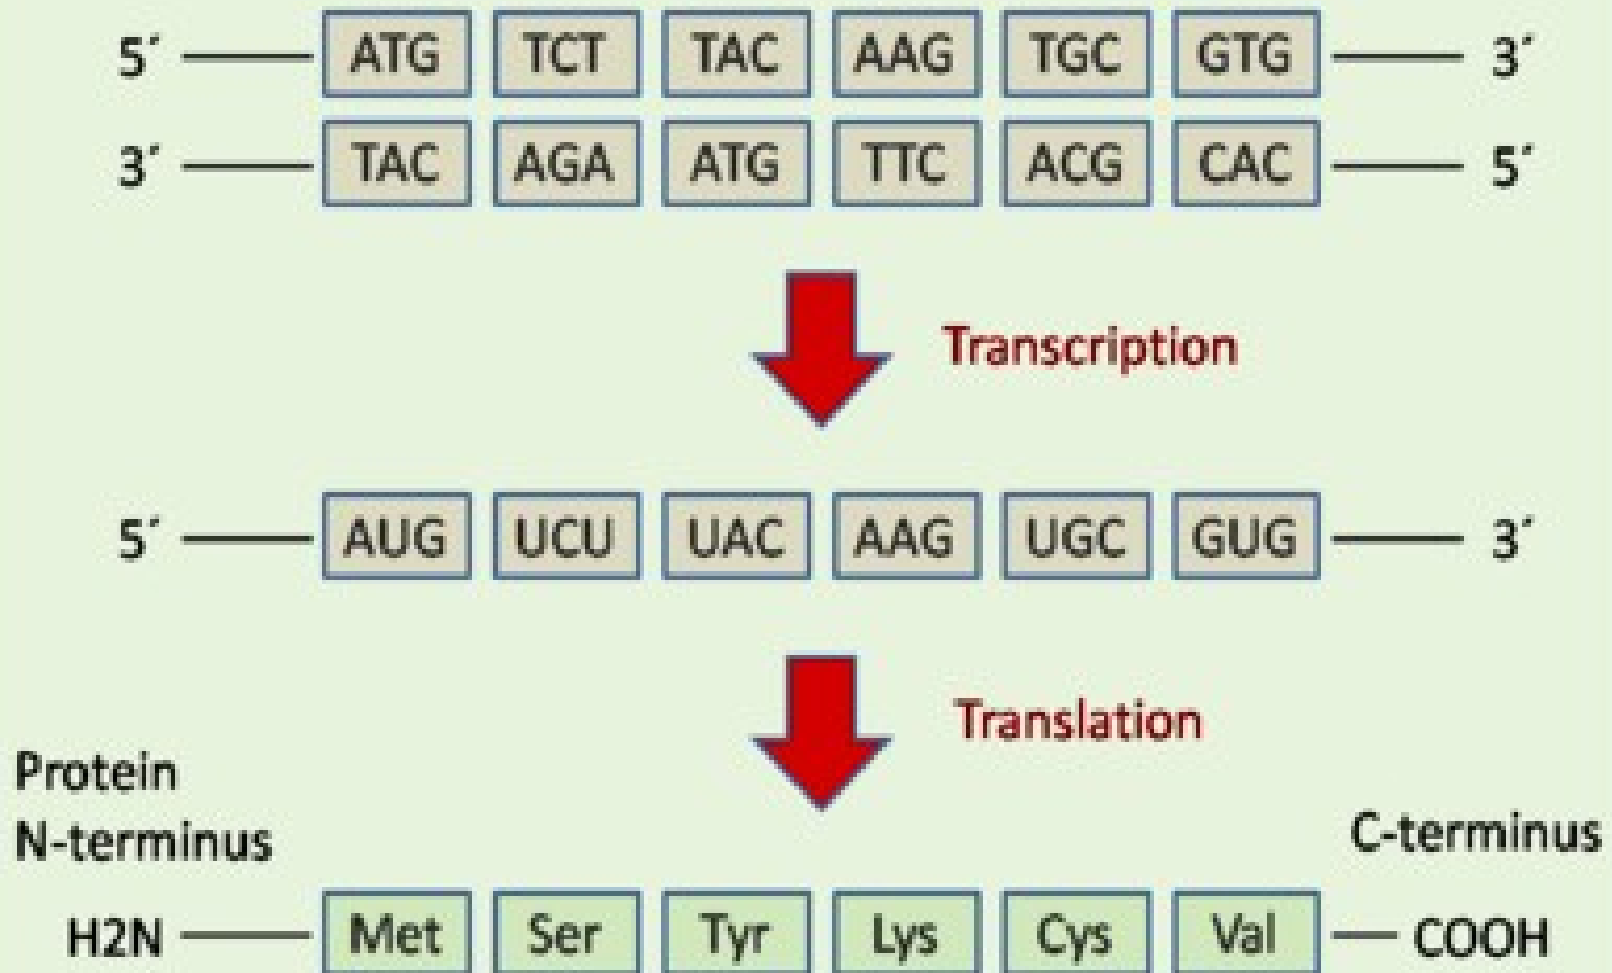 5´ ATG TCT TAC AAG TGC GTG 3´
3´ TAC AGA ATG TTC ACG CAC 5´
Transcription
5´ AUG UCU UAC AAG UGC GUG 3´
Translation
Protein
N-terminus
C-terminus
H2N Met Ser Tyr Lys Cys Val COOH